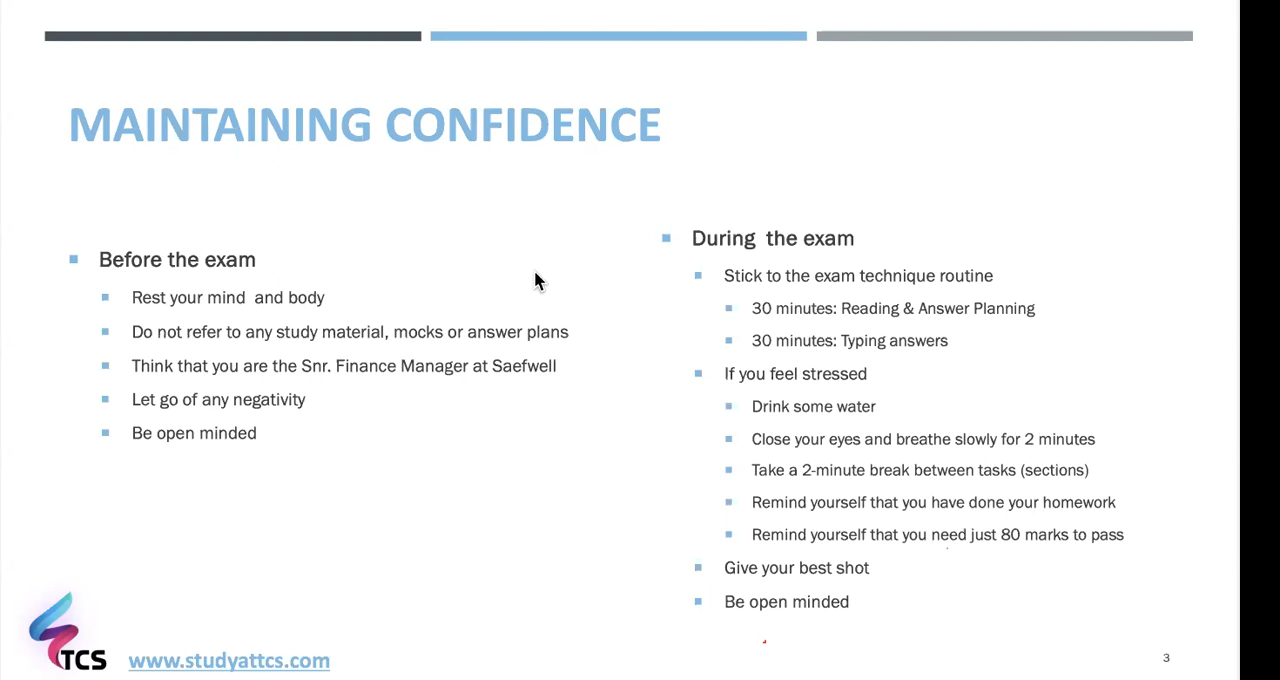 MAINTAINING CONFIDENCE
Before the exam
Rest your mind and body
Do not refer to any study material, mocks or answer plans
Think that you are the Snr. Finance Manager at Saefwell
Let go of any negativity
Be open minded
During the exam
Stick to the exam technique routine
30 minutes: Reading & Answer Planning
30 minutes: Typing answers
If you feel stressed
Drink some water
Close your eyes and breathe slowly for 2 minutes
Take a 2-minute break between tasks (sections)
Remind yourself that you have done your homework
Remind yourself that you need just 80 marks to pass
Give your best shot
Be open minded
TCS
www.studyattcs.com
3